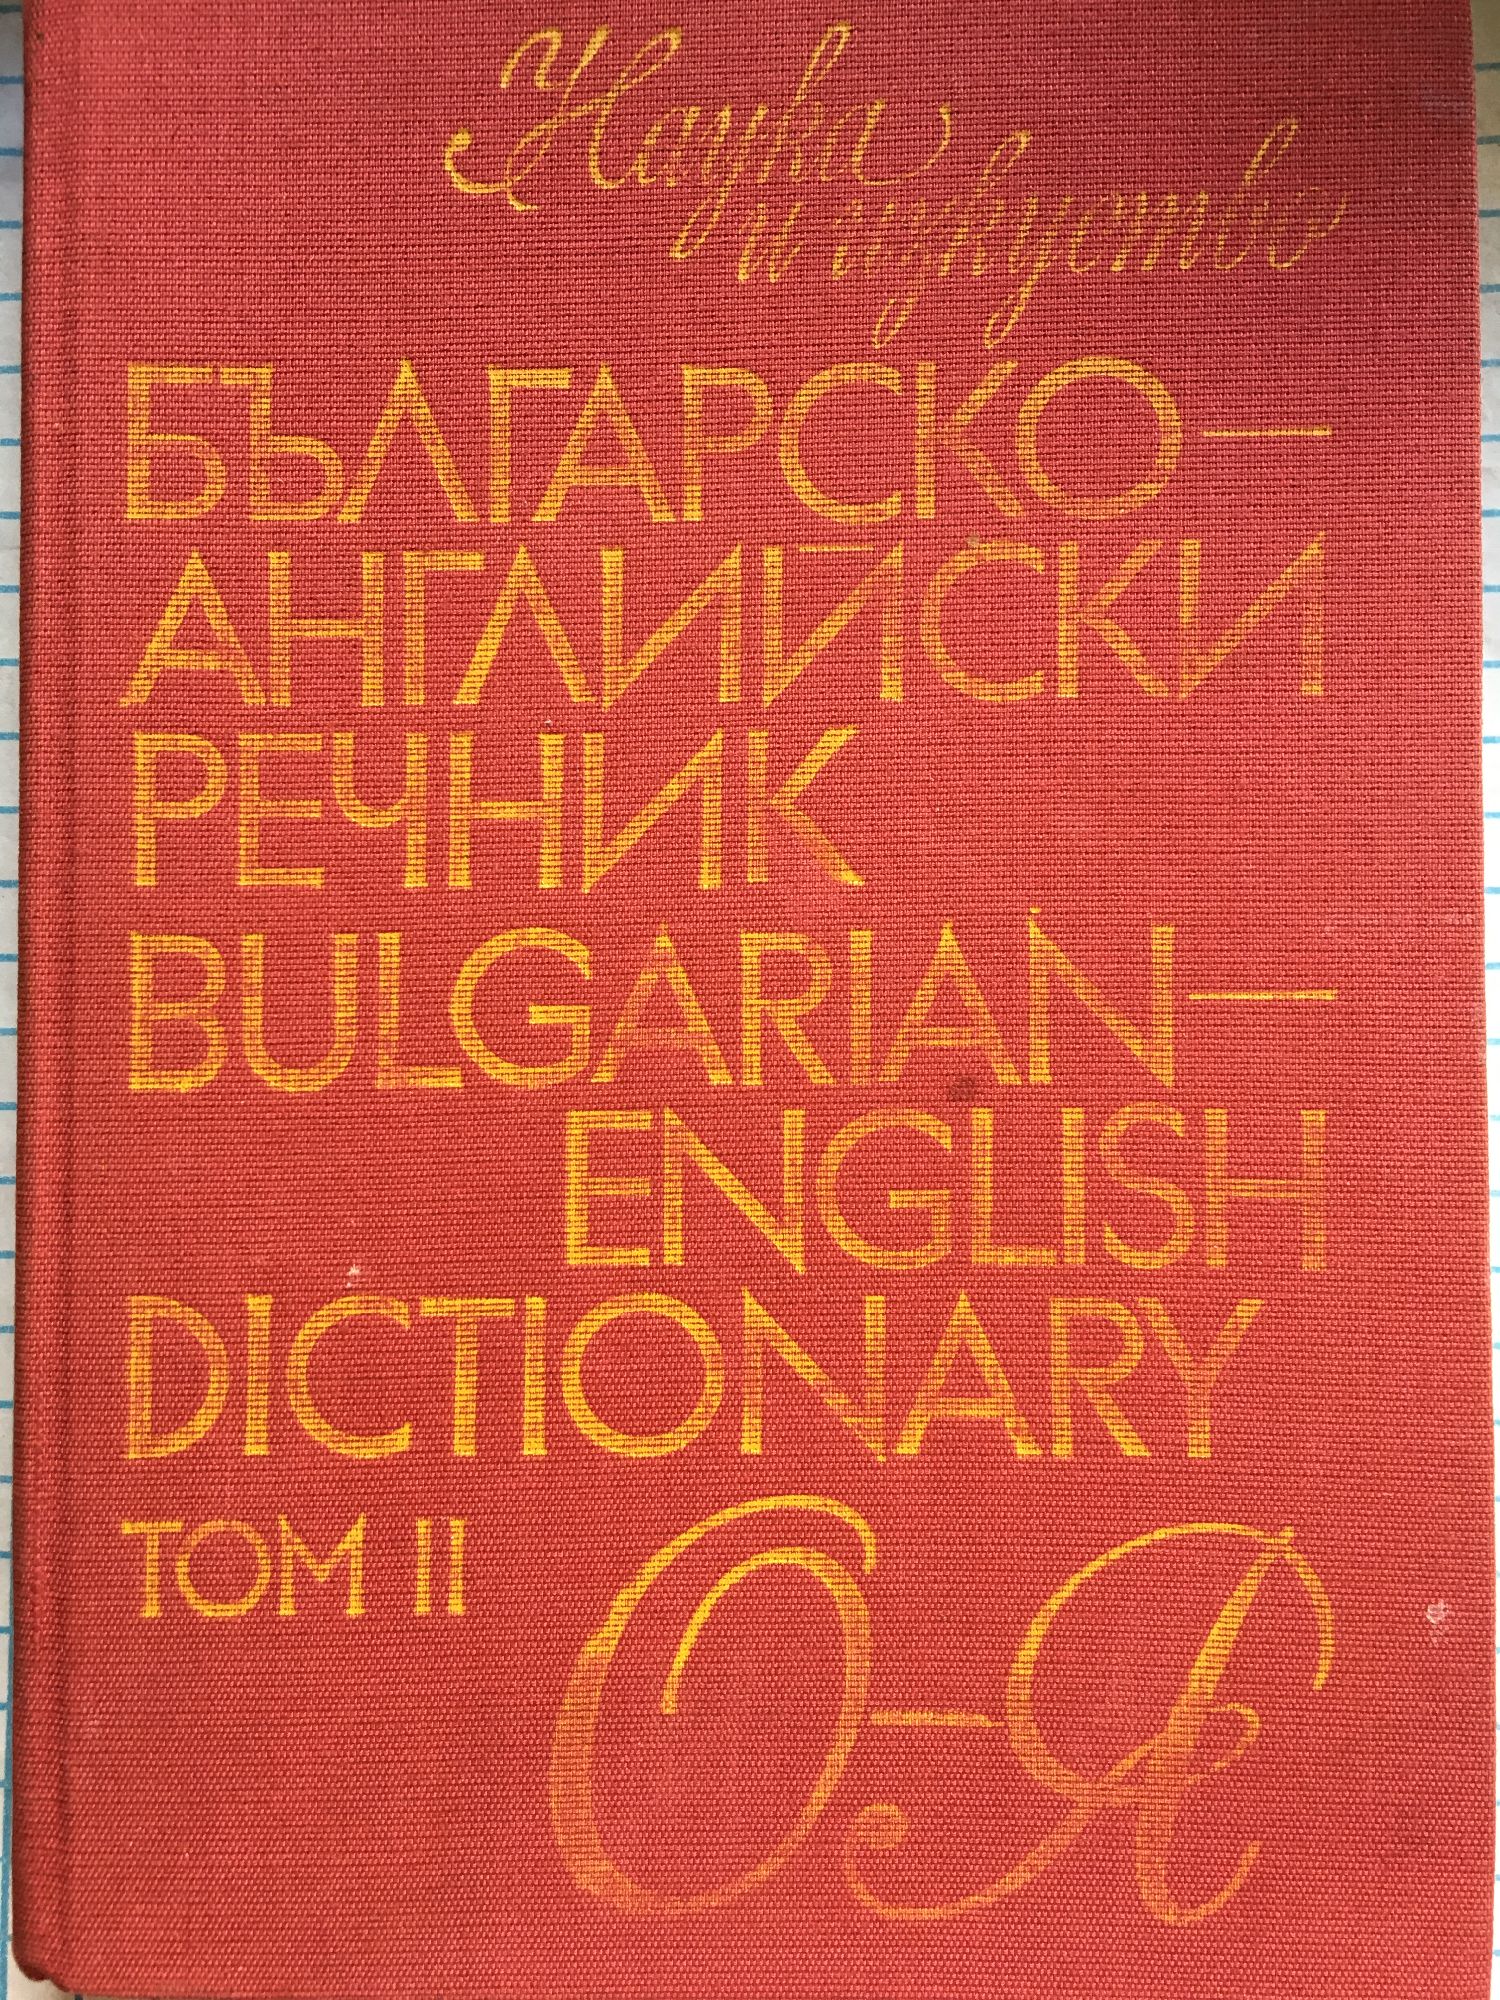 Наука
и изкуство
БЪЛГАРСКО—
АНГЛИЙСКИ
РЕЧНИК
BULGARIAN—
ENGLISH
DICTIONARY
ТОМ II
О–Я